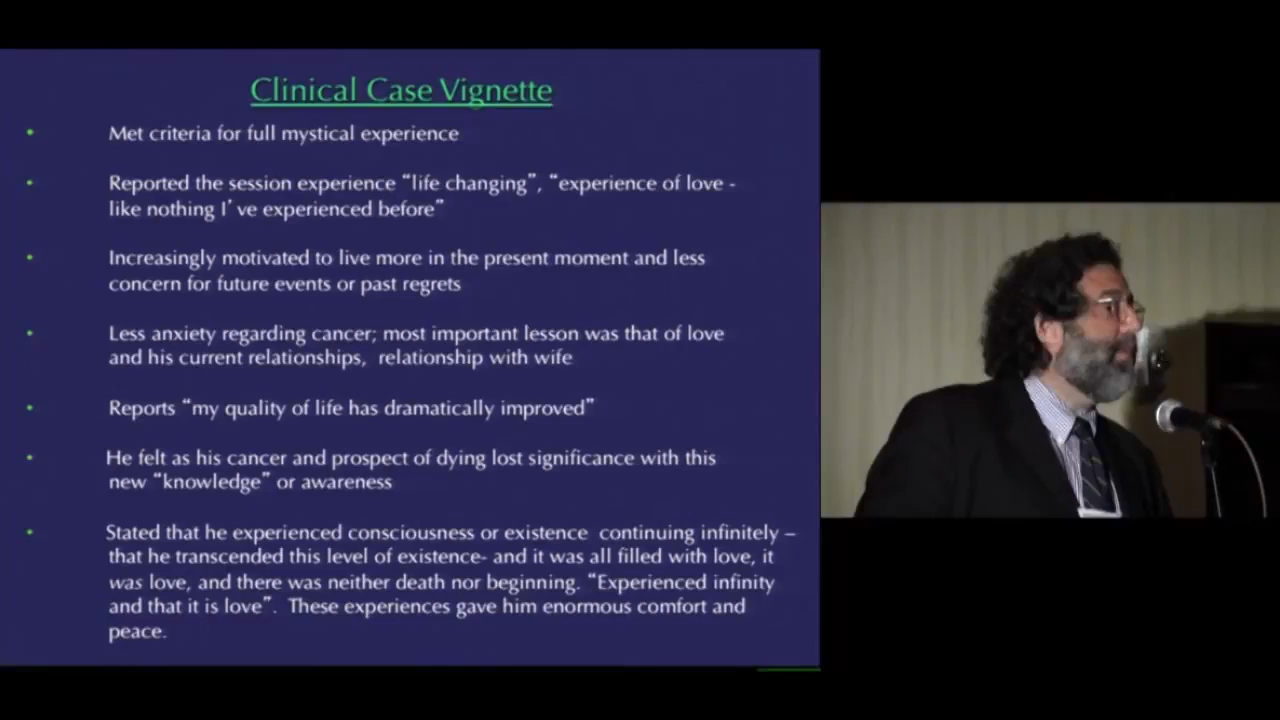 Clinical Case Vignette
• Met criteria for full mystical experience
• Reported the session experience “life changing”, “experience of love -
like nothing I’ ve experienced before”
• Increasingly motivated to live more in the present moment and less
concern for future events or past regrets
• Less anxiety regarding cancer; most important lesson was that of love
and his current relationships, relationship with wife
• Reports “my quality of life has dramatically improved”
• He felt as his cancer and prospect of dying lost significance with this
new “knowledge” or awareness
• Stated that he experienced consciousness or existence continuing infinitely –
that he transcended this level of existence- and it was all filled with love, it
was love, and there was neither death nor beginning. “Experienced infinity
and that it is love”. These experiences gave him enormous comfort and
peace.